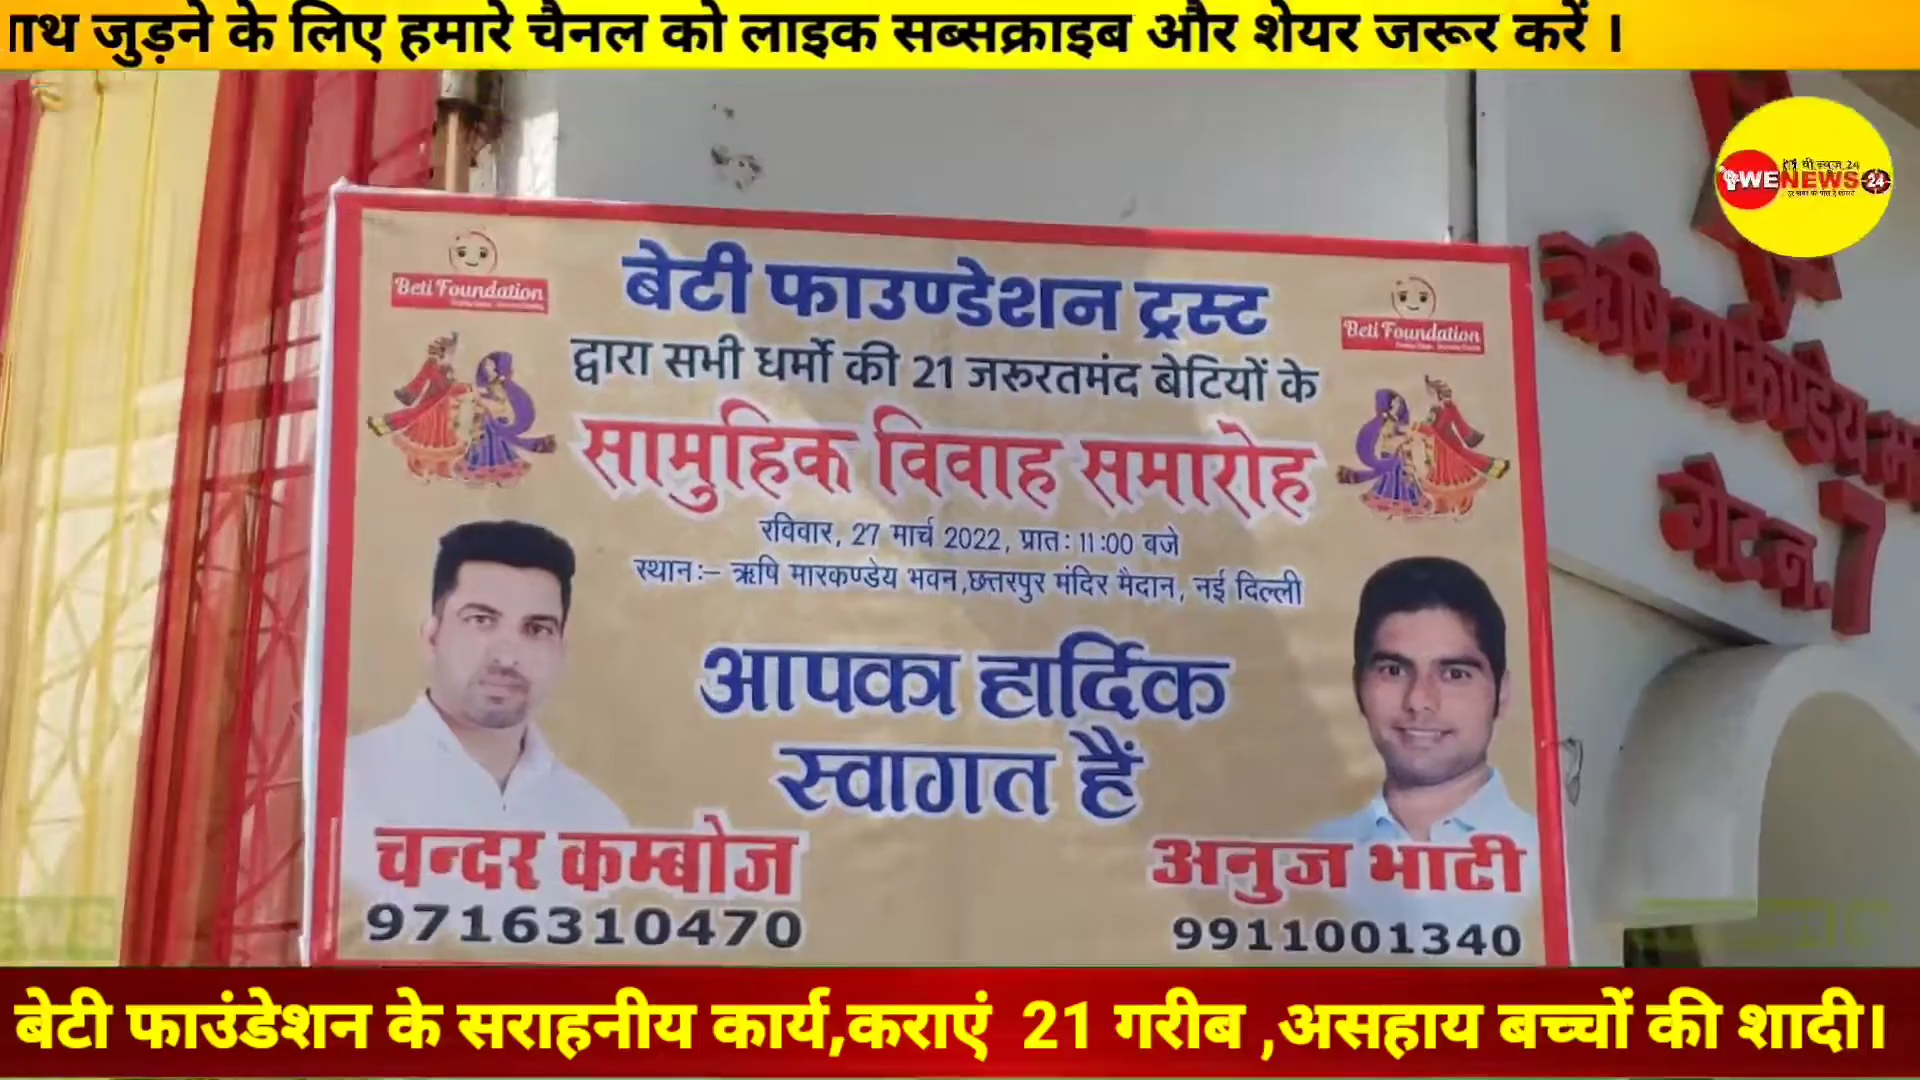 जुड़ने के लिए हमारे चैनल को लाइक सब्सक्राइब और शेयर जरूर करें ।
WENEWS 24
Beti Foundation
बेटी फाउण्डेशन ट्रस्ट
Beti Foundation
द्वारा सभी धर्मो की 21 जरूरतमंद बेटियों के
सामुहिक विवाह समारोह
रविवार, 27 मार्च 2022, प्रातः 11:00 बजे
स्थानः- ऋषि मारकण्डेय भवन,छत्तरपुर मंदिर मैदान, नई दिल्ली
आपका हार्दिक
स्वागत हैं
चन्दर कम्बोज
9716310470
अनुज भाटी
9911001340
ऋषि मार्कण्डेय
गेट न. 7
बेटी फाउंडेशन के सराहनीय कार्य,कराएं 21 गरीब ,असहाय बच्चों की शादी।